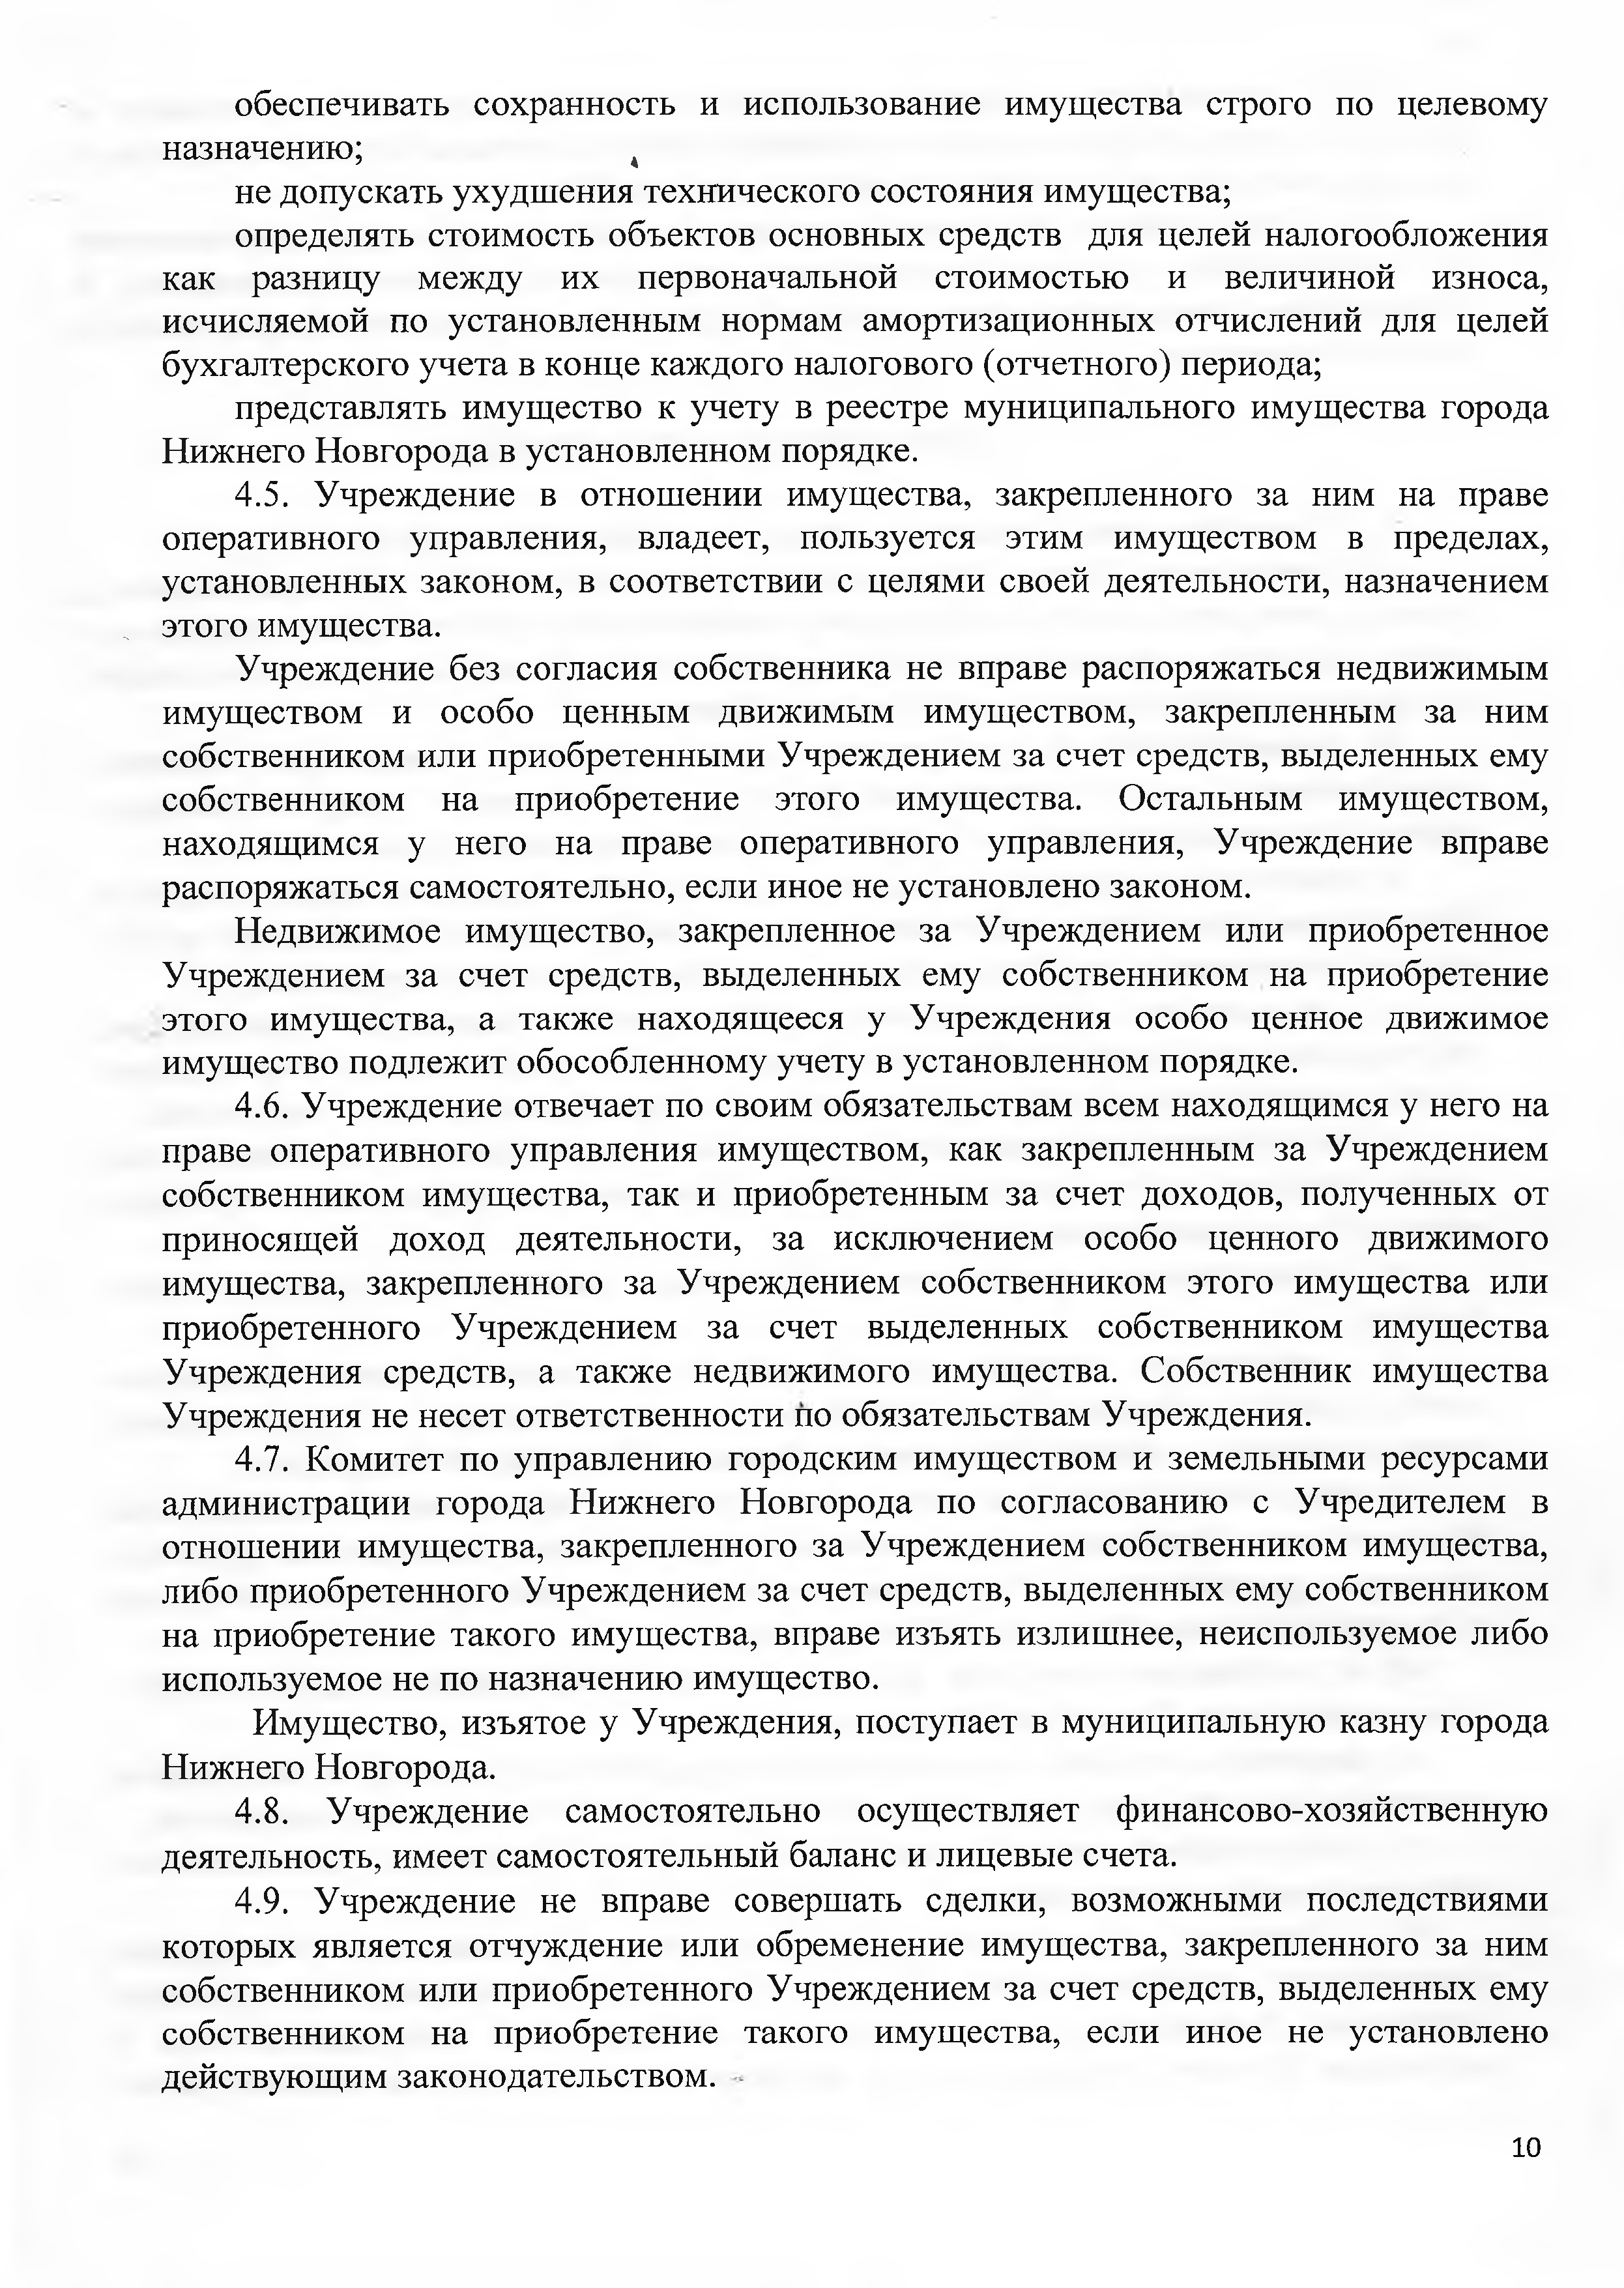 обеспечивать сохранность и использование имущества строго по целевому
назначению;
не допускать ухудшения технического состояния имущества;
определять стоимость объектов основных средств для целей налогообложения
как разницу между их первоначальной стоимостью и величиной износа,
исчисляемой по установленным нормам амортизационных отчислений для целей
бухгалтерского учета в конце каждого налогового (отчетного) периода;
представлять имущество к учету в реестре муниципального имущества города
Нижнего Новгорода в установленном порядке.
4.5. Учреждение в отношении имущества, закрепленного за ним на праве
оперативного управления, владеет, пользуется этим имуществом в пределах,
установленных законом, в соответствии с целями своей деятельности, назначением
этого имущества.
Учреждение без согласия собственника не вправе распоряжаться недвижимым
имуществом и особо ценным движимым имуществом, закрепленным за ним
собственником или приобретенными Учреждением за счет средств, выделенных ему
собственником на приобретение этого имущества. Остальным имуществом,
находящимся у него на праве оперативного управления, Учреждение вправе
распоряжаться самостоятельно, если иное не установлено законом.
Недвижимое имущество, закрепленное за Учреждением или приобретенное
Учреждением за счет средств, выделенных ему собственником на приобретение
этого имущества, а также находящееся у Учреждения особо ценное движимое
имущество подлежит обособленному учету в установленном порядке.
4.6. Учреждение отвечает по своим обязательствам всем находящимся у него на
праве оперативного управления имуществом, как закрепленным за Учреждением
собственником имущества, так и приобретенным за счет доходов, полученных от
приносящей доход деятельности, за исключением особо ценного движимого
имущества, закрепленного за Учреждением собственником этого имущества или
приобретенного Учреждением за счет выделенных собственником имущества
Учреждения средств, а также недвижимого имущества. Собственник имущества
Учреждения не несет ответственности по обязательствам Учреждения.
4.7. Комитет по управлению городским имуществом и земельными ресурсами
администрации города Нижнего Новгорода по согласованию с Учредителем в
отношении имущества, закрепленного за Учреждением собственником имущества,
либо приобретенного Учреждением за счет средств, выделенных ему собственником
на приобретение такого имущества, вправе изъять излишнее, неиспользуемое либо
используемое не по назначению имущество.
Имущество, изъятое у Учреждения, поступает в муниципальную казну города
Нижнего Новгорода.
4.8. Учреждение самостоятельно осуществляет финансово-хозяйственную
деятельность, имеет самостоятельный баланс и лицевые счета.
4.9. Учреждение не вправе совершать сделки, возможными последствиями
которых является отчуждение или обременение имущества, закрепленного за ним
собственником или приобретенного Учреждением за счет средств, выделенных ему
собственником на приобретение такого имущества, если иное не установлено
действующим законодательством.
10